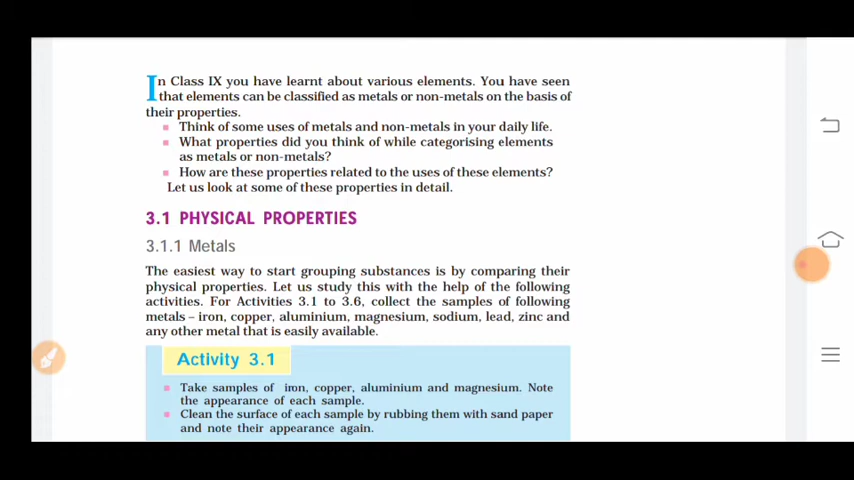 In Class IX you have learnt about various elements. You have seen
that elements can be classified as metals or non-metals on the basis of
their properties.
Think of some uses of metals and non-metals in your daily life.
What properties did you think of while categorising elements
as metals or non-metals?
How are these properties related to the uses of these elements?
Let us look at some of these properties in detail.
3.1 PHYSICAL PROPERTIES
3.1.1 Metals
The easiest way to start grouping substances is by comparing their
physical properties. Let us study this with the help of the following
activities. For Activities 3.1 to 3.6, collect the samples of following
metals – iron, copper, aluminium, magnesium, sodium, lead, zinc and
any other metal that is easily available.
Activity 3.1
Take samples of iron, copper, aluminium and magnesium. Note
the appearance of each sample.
Clean the surface of each sample by rubbing them with sand paper
and note their appearance again.